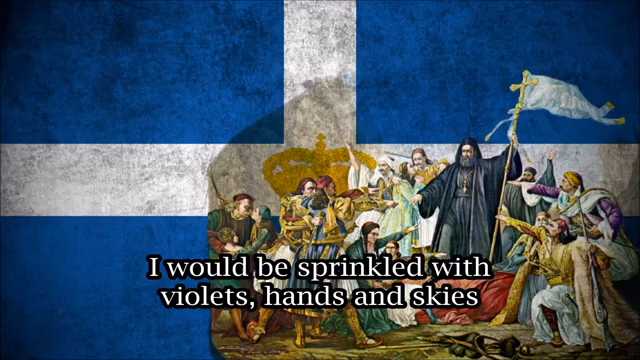 I would be sprinkled with
violets, hands and skies